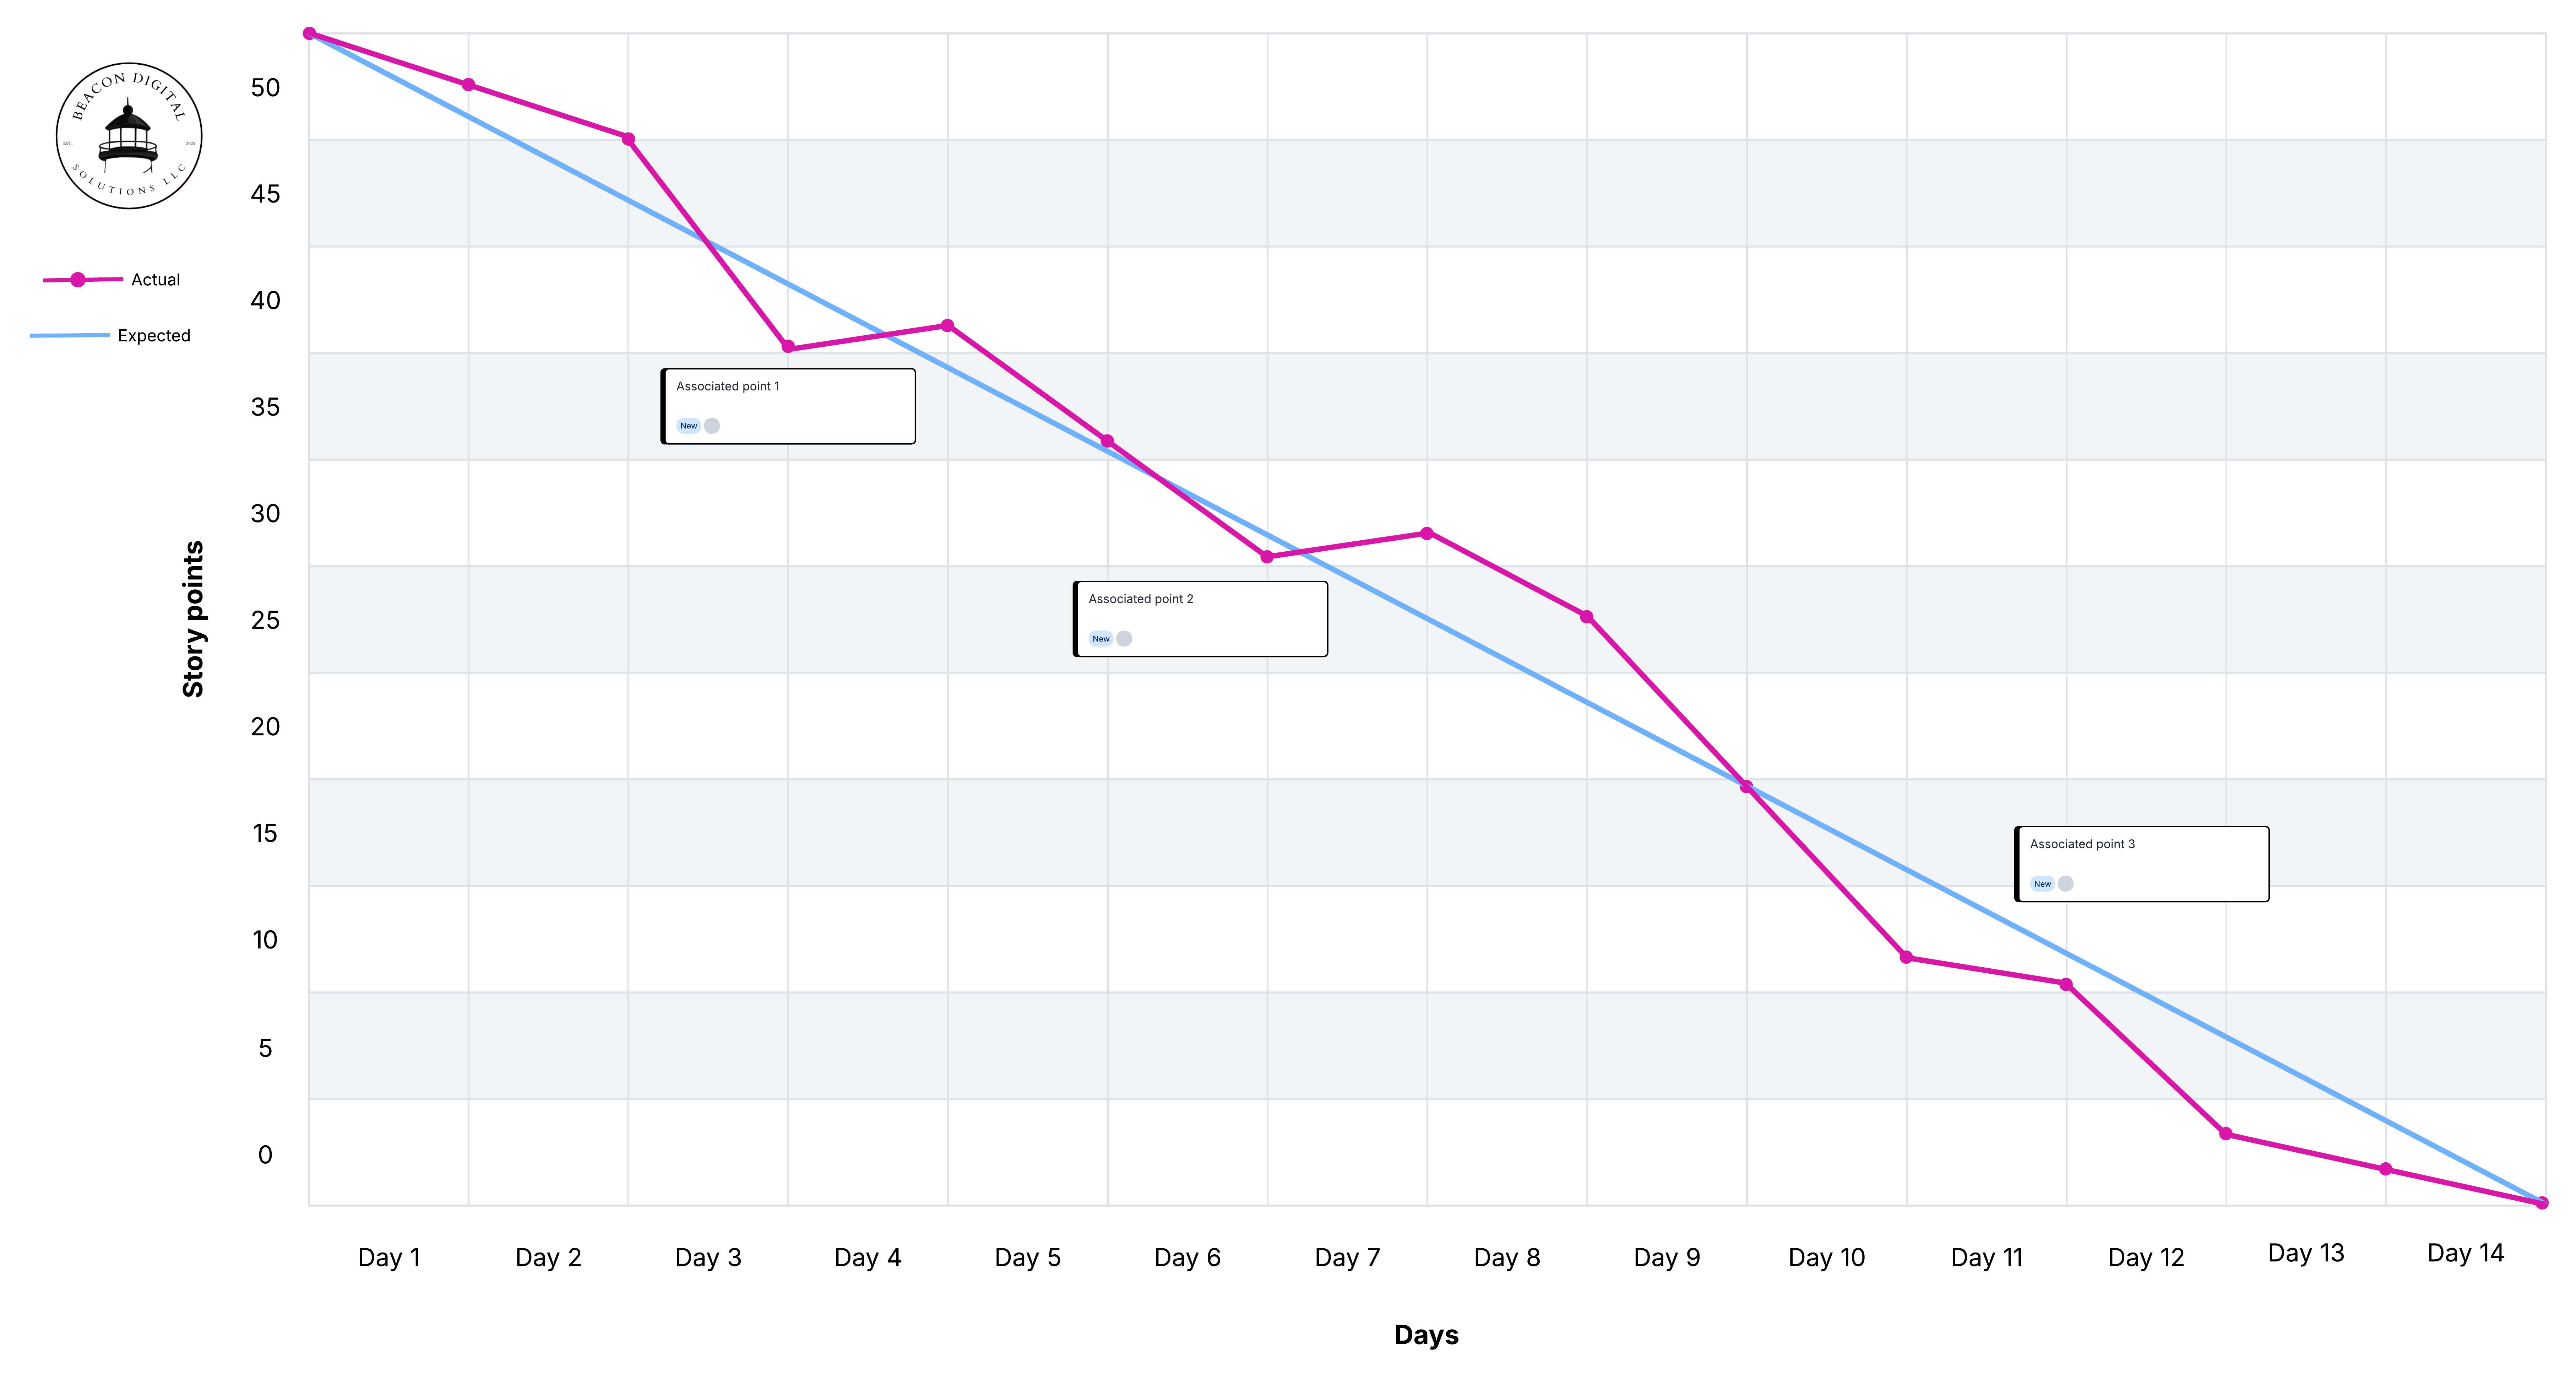 BEACON DIGITAL
EST.
2025
SOLUTIONS LLC
Actual
Expected
Story points
50
45
40
35
30
25
20
15
10
5
0
Associated point 1
New
Associated point 2
New
Associated point 3
New
Day 1
Day 2
Day 3
Day 4
Day 5
Day 6
Day 7
Day 8
Day 9
Day 10
Day 11
Day 12
Day 13
Day 14
Days